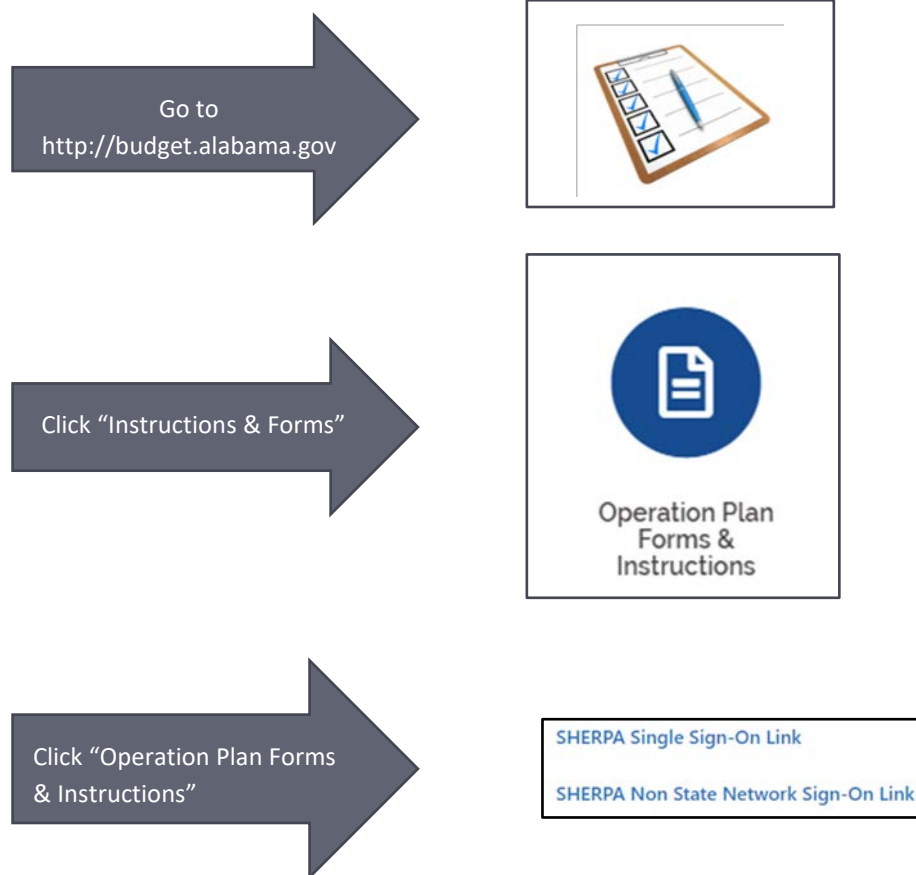 Go to
http://budget.alabama.gov
Click “Instructions & Forms”
Operation Plan
Forms &
Instructions
Click “Operation Plan Forms
& Instructions”
SHERPA Single Sign-On Link
SHERPA Non State Network Sign-On Link